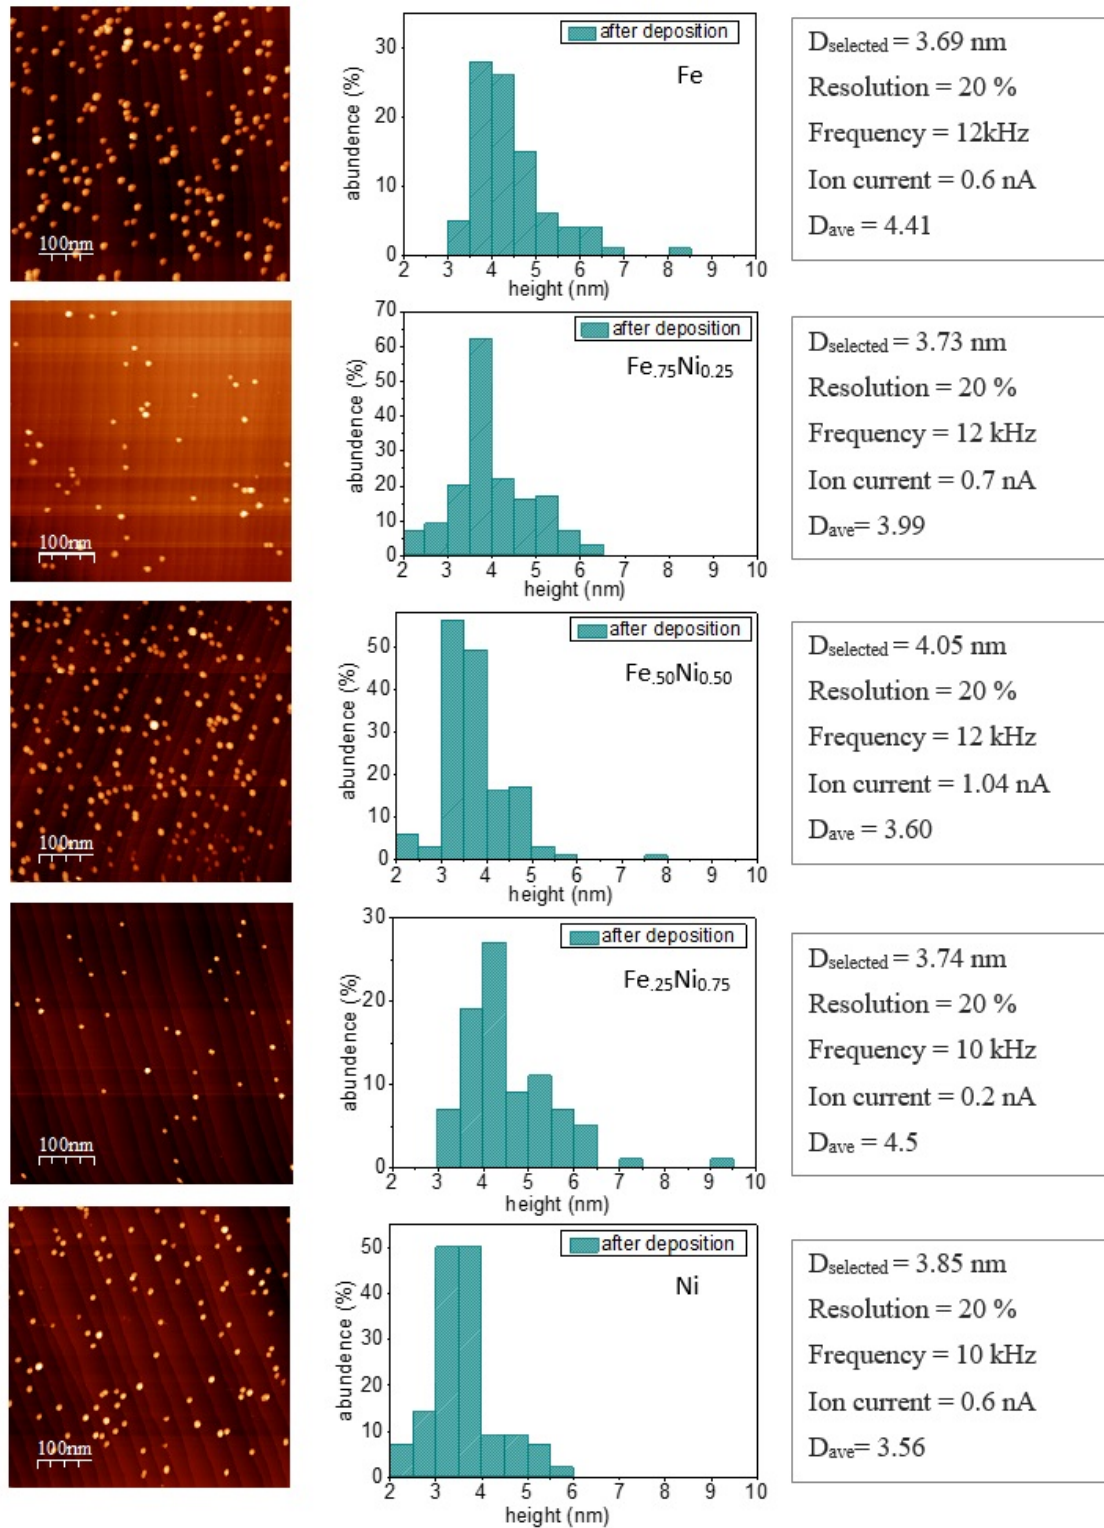 100nm
abundance (%)
30
20
10
0
after deposition
Fe
2 3 4 5 6 7 8 9 10
height (nm)
Dselected = 3.69 nm
Resolution = 20 %
Frequency = 12kHz
Ion current = 0.6 nA
Dave = 4.41
100nm
abundence (%)
70
60
50
40
30
20
10
0
after deposition
Fe.75Ni0.25
2 3 4 5 6 7 8 9 10
height (nm)
Dselected = 3.73 nm
Resolution = 20 %
Frequency = 12 kHz
Ion current = 0.7 nA
Dave= 3.99
100nm
abundence (%)
50
40
30
20
10
0
after deposition
Fe.50Ni0.50
2 3 4 5 6 7 8 9 10
height (nm)
Dselected = 4.05 nm
Resolution = 20 %
Frequency = 12 kHz
Ion current = 1.04 nA
Dave = 3.60
100nm
abundance (%)
30
20
10
0
after deposition
Fe.25Ni0.75
2 3 4 5 6 7 8 9 10
height (nm)
Dselected = 3.74 nm
Resolution = 20 %
Frequency = 10 kHz
Ion current = 0.2 nA
Dave = 4.5
100nm
abundance (%)
50
40
30
20
10
0
after deposition
Ni
2 3 4 5 6 7 8 9 10
height (nm)
Dselected = 3.85 nm
Resolution = 20 %
Frequency = 10 kHz
Ion current = 0.6 nA
Dave= 3.56